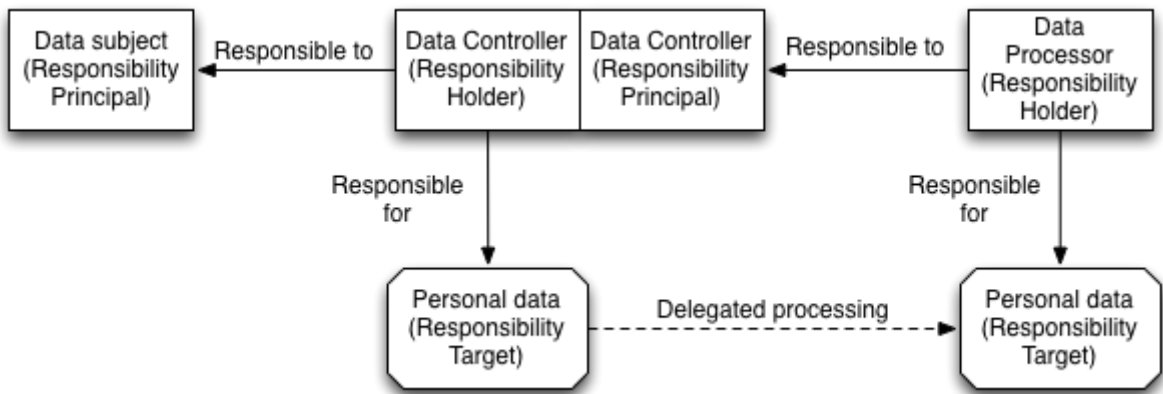 Data subject
(Responsibility
Principal)
Responsible to
Data Controller
(Responsibility
Holder)
Data Controller
(Responsibility
Principal)
Responsible to
Data
Processor
(Responsibility
Holder)
Responsible
for
Responsible
for
Personal data
(Responsibility
Target)
Delegated processing
Personal data
(Responsibility
Target)